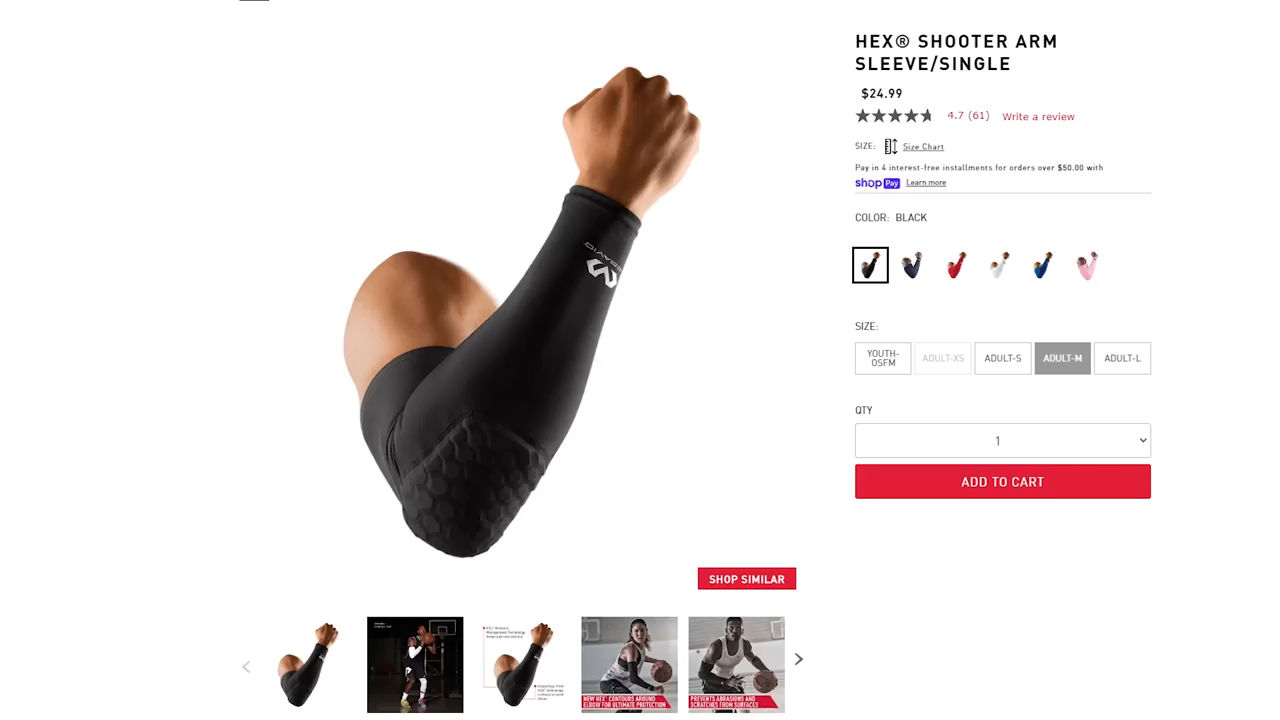 HEX® SHOOTER ARM
SLEEVE/SINGLE
$24.99
4.7 (61) Write a review
SIZE: Size Chart
Pay in 4 interest-free installments for orders over $50.00 with
shop Pay Learn more
COLOR: BLACK
SIZE:
YOUTH-
OSFM
ADULT-XS
ADULT-S
ADULT-M
ADULT-L
QTY
1
ADD TO CART
SHOP SIMILAR
NEW HEX® CONTOURS AROUND
ELBOW FOR ULTIMATE PROTECTION
PREVENTS ABRASIONS AND
SCRATCHES FROM SURFACES